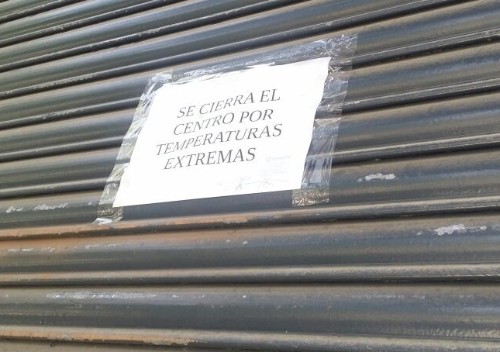 SE CIERRA EL
CENTRO POR
TEMPERATURAS
EXTREMAS